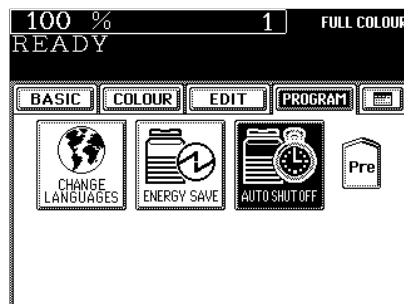 100 % 1 FULL COLOUR
READY
BASIC COLOUR EDIT PROGRAM
CHANGE LANGUAGES
ENERGY SAVE
AUTO SHUT OFF
Pre